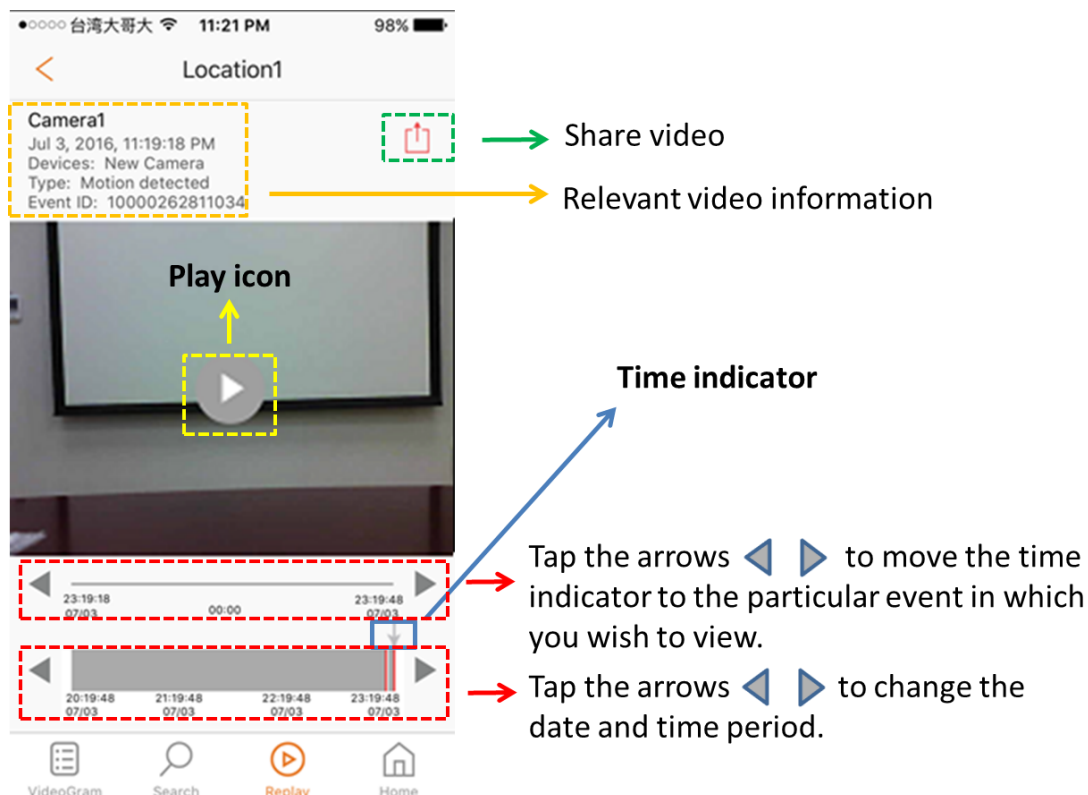 台湾大哥大 11:21 PM 98%
Location1
Camera1
Jul 3, 2016, 11:19:18 PM
Devices: New Camera
Type: Motion detected
Event ID: 10000262811034
Share video
Relevant video information
Play icon
Time indicator
23:19:18
07/03
00:00
23:19:48
07/03
Tap the arrows to move the time
indicator to the particular event in which
you wish to view.
20:19:48 21:19:48 22:19:48 23:19:48
07/03 07/03 07/03 07/03
Tap the arrows to change the
date and time period.
VideoGram Search Replay Home